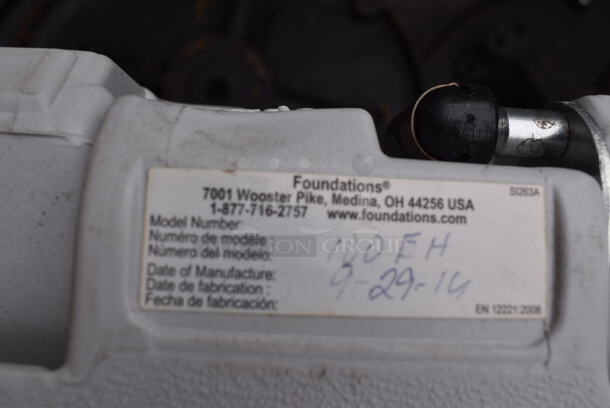 Foundations®
SI263A
7001 Wooster Pike, Medina, OH 44256 USA
1-877-716-2757 www.foundations.com
Model Number:
Numéro de modèle:
Número del modelo:
Date of Manufacture: 9-29-14
Date de fabrication :
Fecha de fabricación:
EN 12221:2008